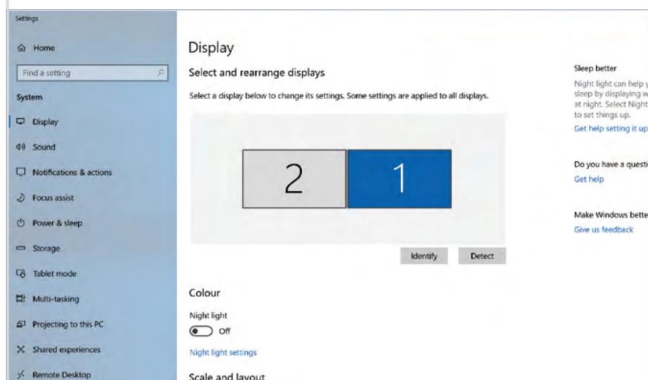 Settings
Home
Find a setting
System
Display
Sound
Notifications & actions
Focus assist
Power & sleep
Storage
Tablet mode
Multi-tasking
Projecting to this PC
Shared experiences
Remote Desktop
Display
Select and rearrange displays
Select a display below to change its settings. Some settings are applied to all displays.
2 1
Identify Detect
Colour
Night light
Off
Night light settings
Scale and layout
Sleep better
Night light can help
sleep by displaying
at night. Select Night
to set things up.
Get help setting it up
Do you have a
Get help
Make Windows
Give us feedback